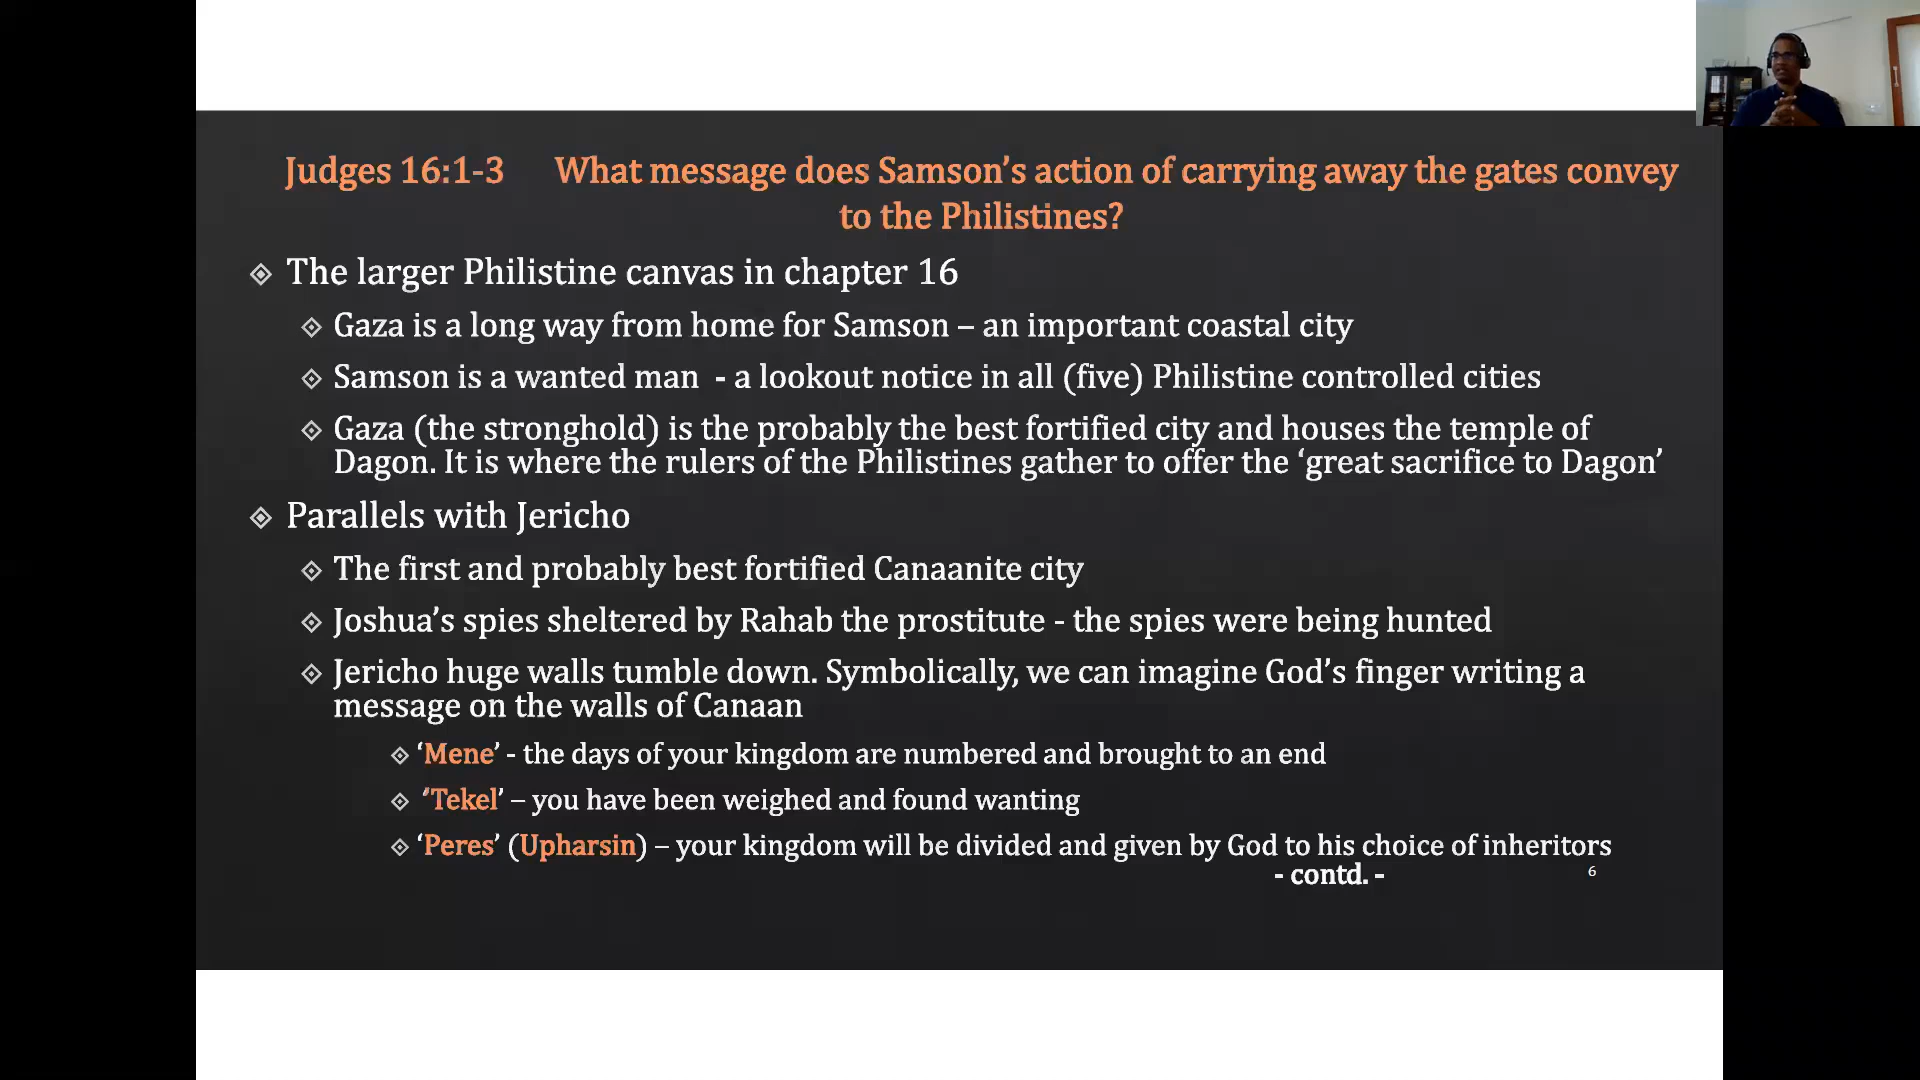 Judges 16:1-3 What message does Samson’s action of carrying away the gates convey
to the Philistines?
The larger Philistine canvas in chapter 16
Gaza is a long way from home for Samson – an important coastal city
Samson is a wanted man - a lookout notice in all (five) Philistine controlled cities
Gaza (the stronghold) is the probably the best fortified city and houses the temple of
Dagon. It is where the rulers of the Philistines gather to offer the ‘great sacrifice to Dagon’
Parallels with Jericho
The first and probably best fortified Canaanite city
Joshua’s spies sheltered by Rahab the prostitute - the spies were being hunted
Jericho huge walls tumble down. Symbolically, we can imagine God’s finger writing a
message on the walls of Canaan
‘Mene’ - the days of your kingdom are numbered and brought to an end
‘Tekel’ – you have been weighed and found wanting
‘Peres’ (Upharsin) – your kingdom will be divided and given by God to his choice of inheritors
- contd. -
6